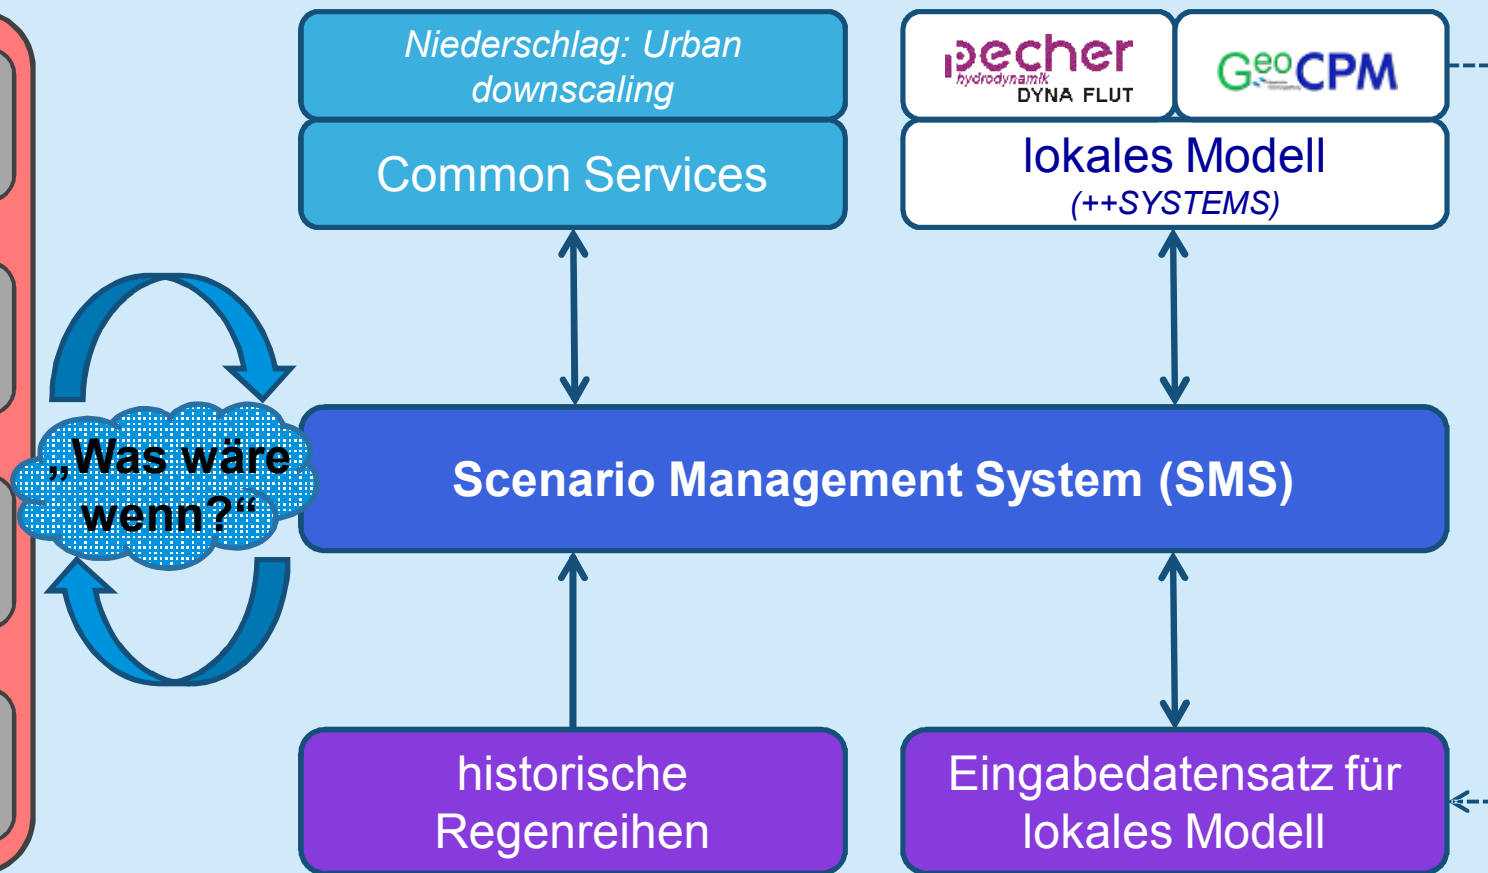 Niederschlag: Urban
downscaling
Common Services
pecher
hydrodynamik
DYNA FLUT
GeoCPM
lokales Modell
(++SYSTEMS)
„Was wäre
wenn?“
Scenario Management System (SMS)
historische
Regenreihen
Eingabedatensatz für
lokales Modell